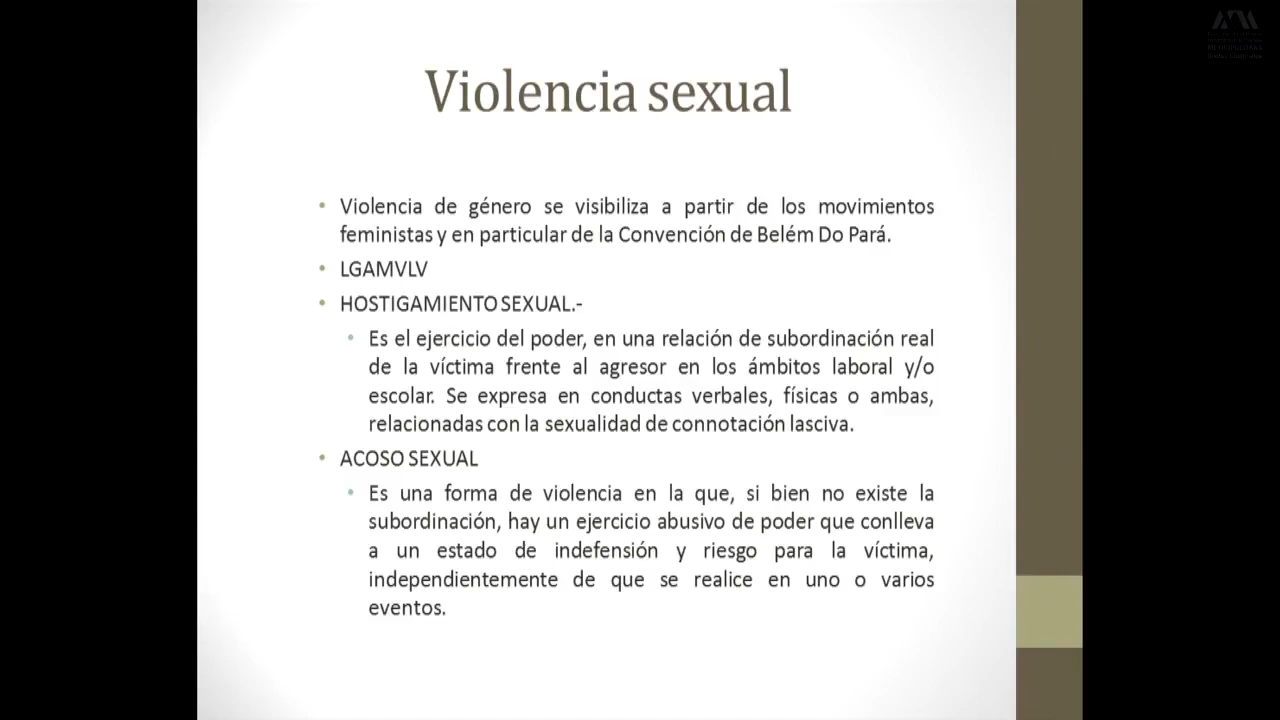 Violencia sexual
• Violencia de género se visibiliza a partir de los movimientos
feministas y en particular de la Convención de Belém Do Pará.
• LGAMVLV
• HOSTIGAMIENTO SEXUAL.-
• Es el ejercicio del poder, en una relación de subordinación real
de la víctima frente al agresor en los ámbitos laboral y/o
escolar. Se expresa en conductas verbales, físicas o ambas,
relacionadas con la sexualidad de connotación lasciva.
• ACOSO SEXUAL
• Es una forma de violencia en la que, si bien no existe la
subordinación, hay un ejercicio abusivo de poder que conlleva
a un estado de indefensión y riesgo para la víctima,
independientemente de que se realice en uno o varios
eventos.